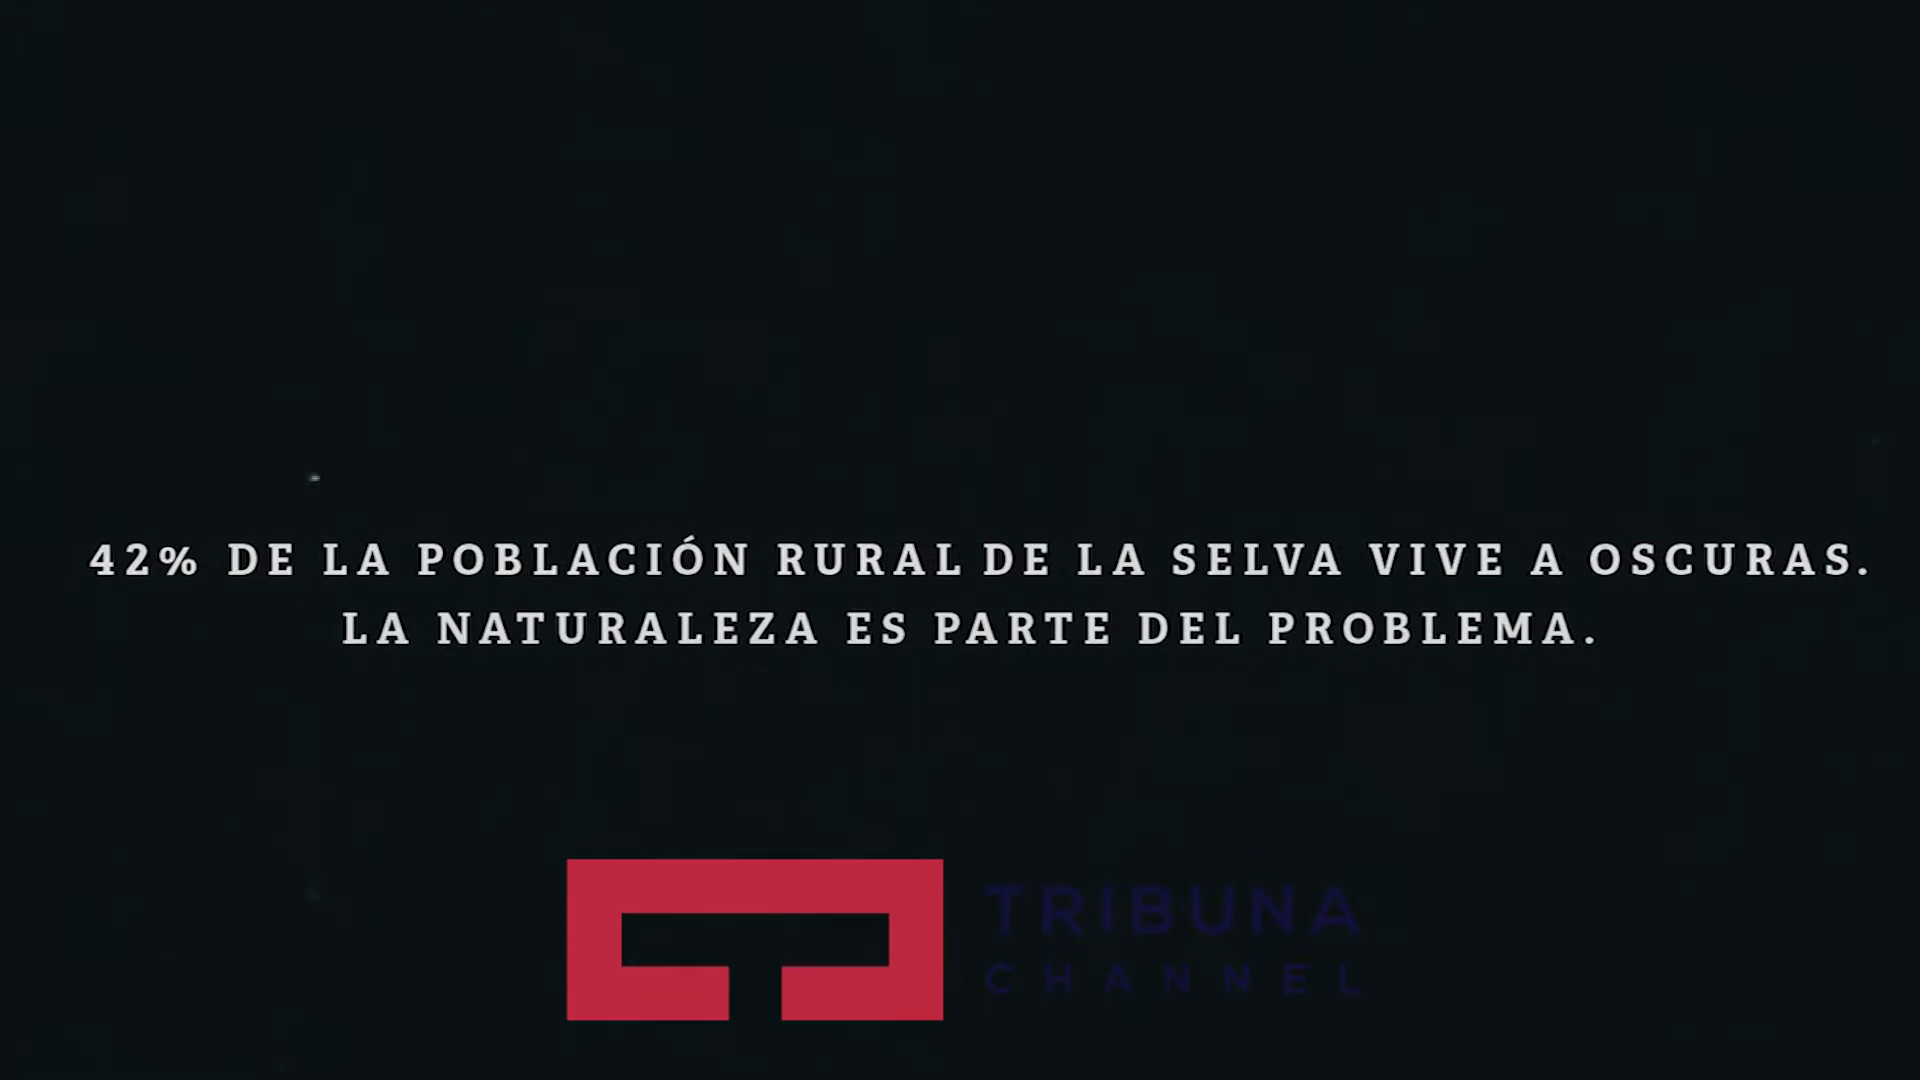 42% DE LA POBLACIÓN RURAL DE LA SELVA VIVE A OSCURAS.
LA NATURALEZA ES PARTE DEL PROBLEMA.
TRIBUNA
CHANNEL